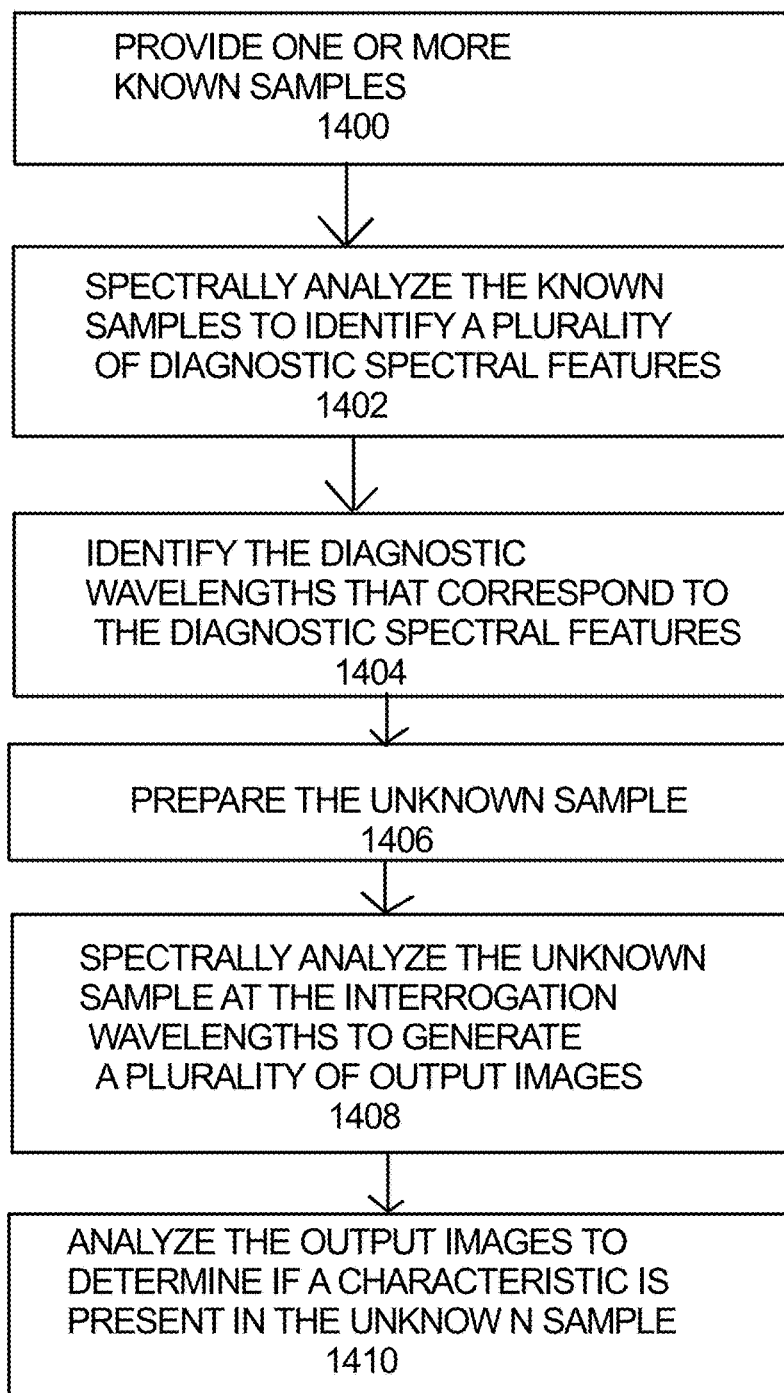 PROVIDE ONE OR MORE
KNOWN SAMPLES
1400
SPECTRALLY ANALYZE THE KNOWN
SAMPLES TO IDENTIFY A PLURALITY
OF DIAGNOSTIC SPECTRAL FEATURES
1402
IDENTIFY THE DIAGNOSTIC
WAVELENGTHS THAT CORRESPOND TO
THE DIAGNOSTIC SPECTRAL FEATURES
1404
PREPARE THE UNKNOWN SAMPLE
1406
SPECTRALLY ANALYZE THE UNKNOWN
SAMPLE AT THE INTERROGATION
WAVELENGTHS TO GENERATE
A PLURALITY OF OUTPUT IMAGES
1408
ANALYZE THE OUTPUT IMAGES TO
DETERMINE IF A CHARACTERISTIC IS
PRESENT IN THE UNKNOW N SAMPLE
1410